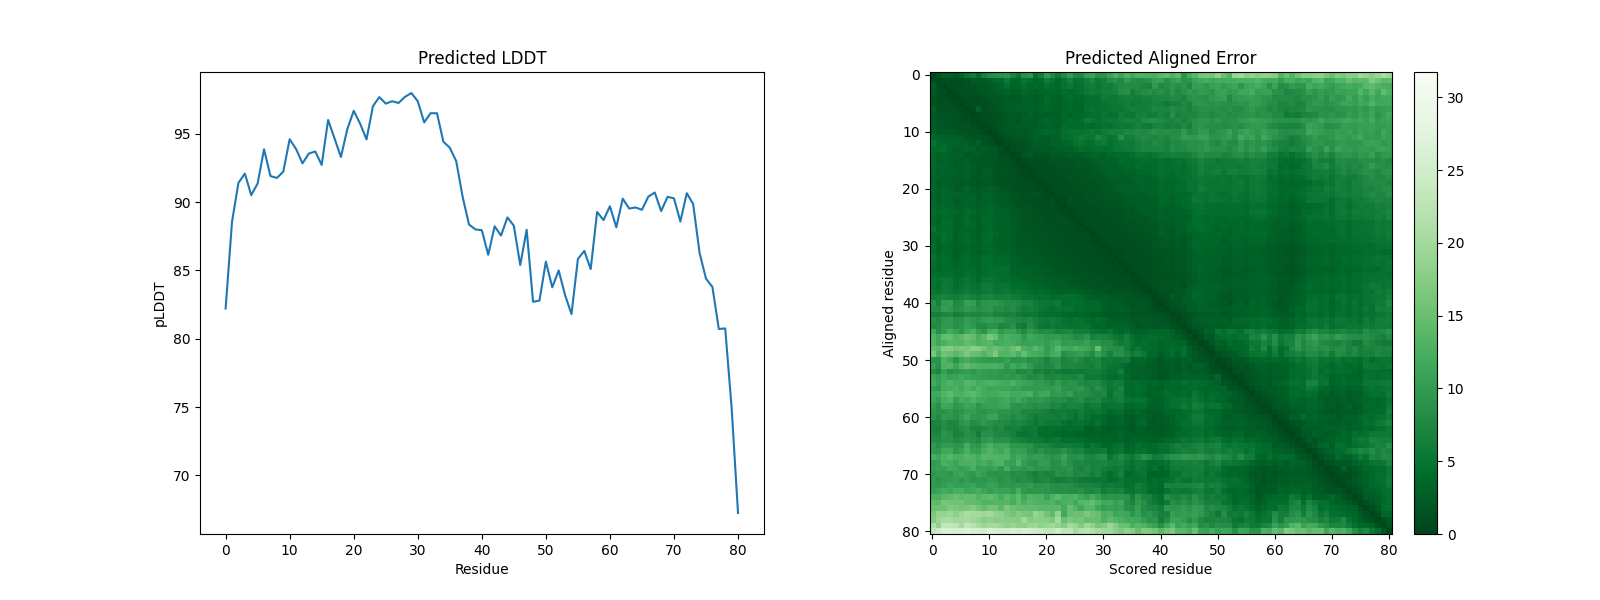 Predicted LDDT
95
90
85
80
75
70
pLDDT
0 10 20 30 40 50 60 70 80
Residue
Predicted Aligned Error
0
10
20
30
40
50
60
70
80
Aligned residue
0 10 20 30 40 50 60 70 80
Scored residue
30
25
20
15
10
5
0